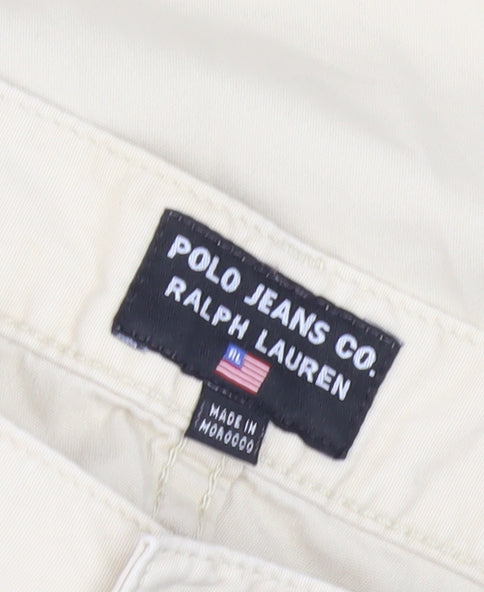 POLO JEANS CO.
RALPH LAUREN
MADE IN
MOROCCO